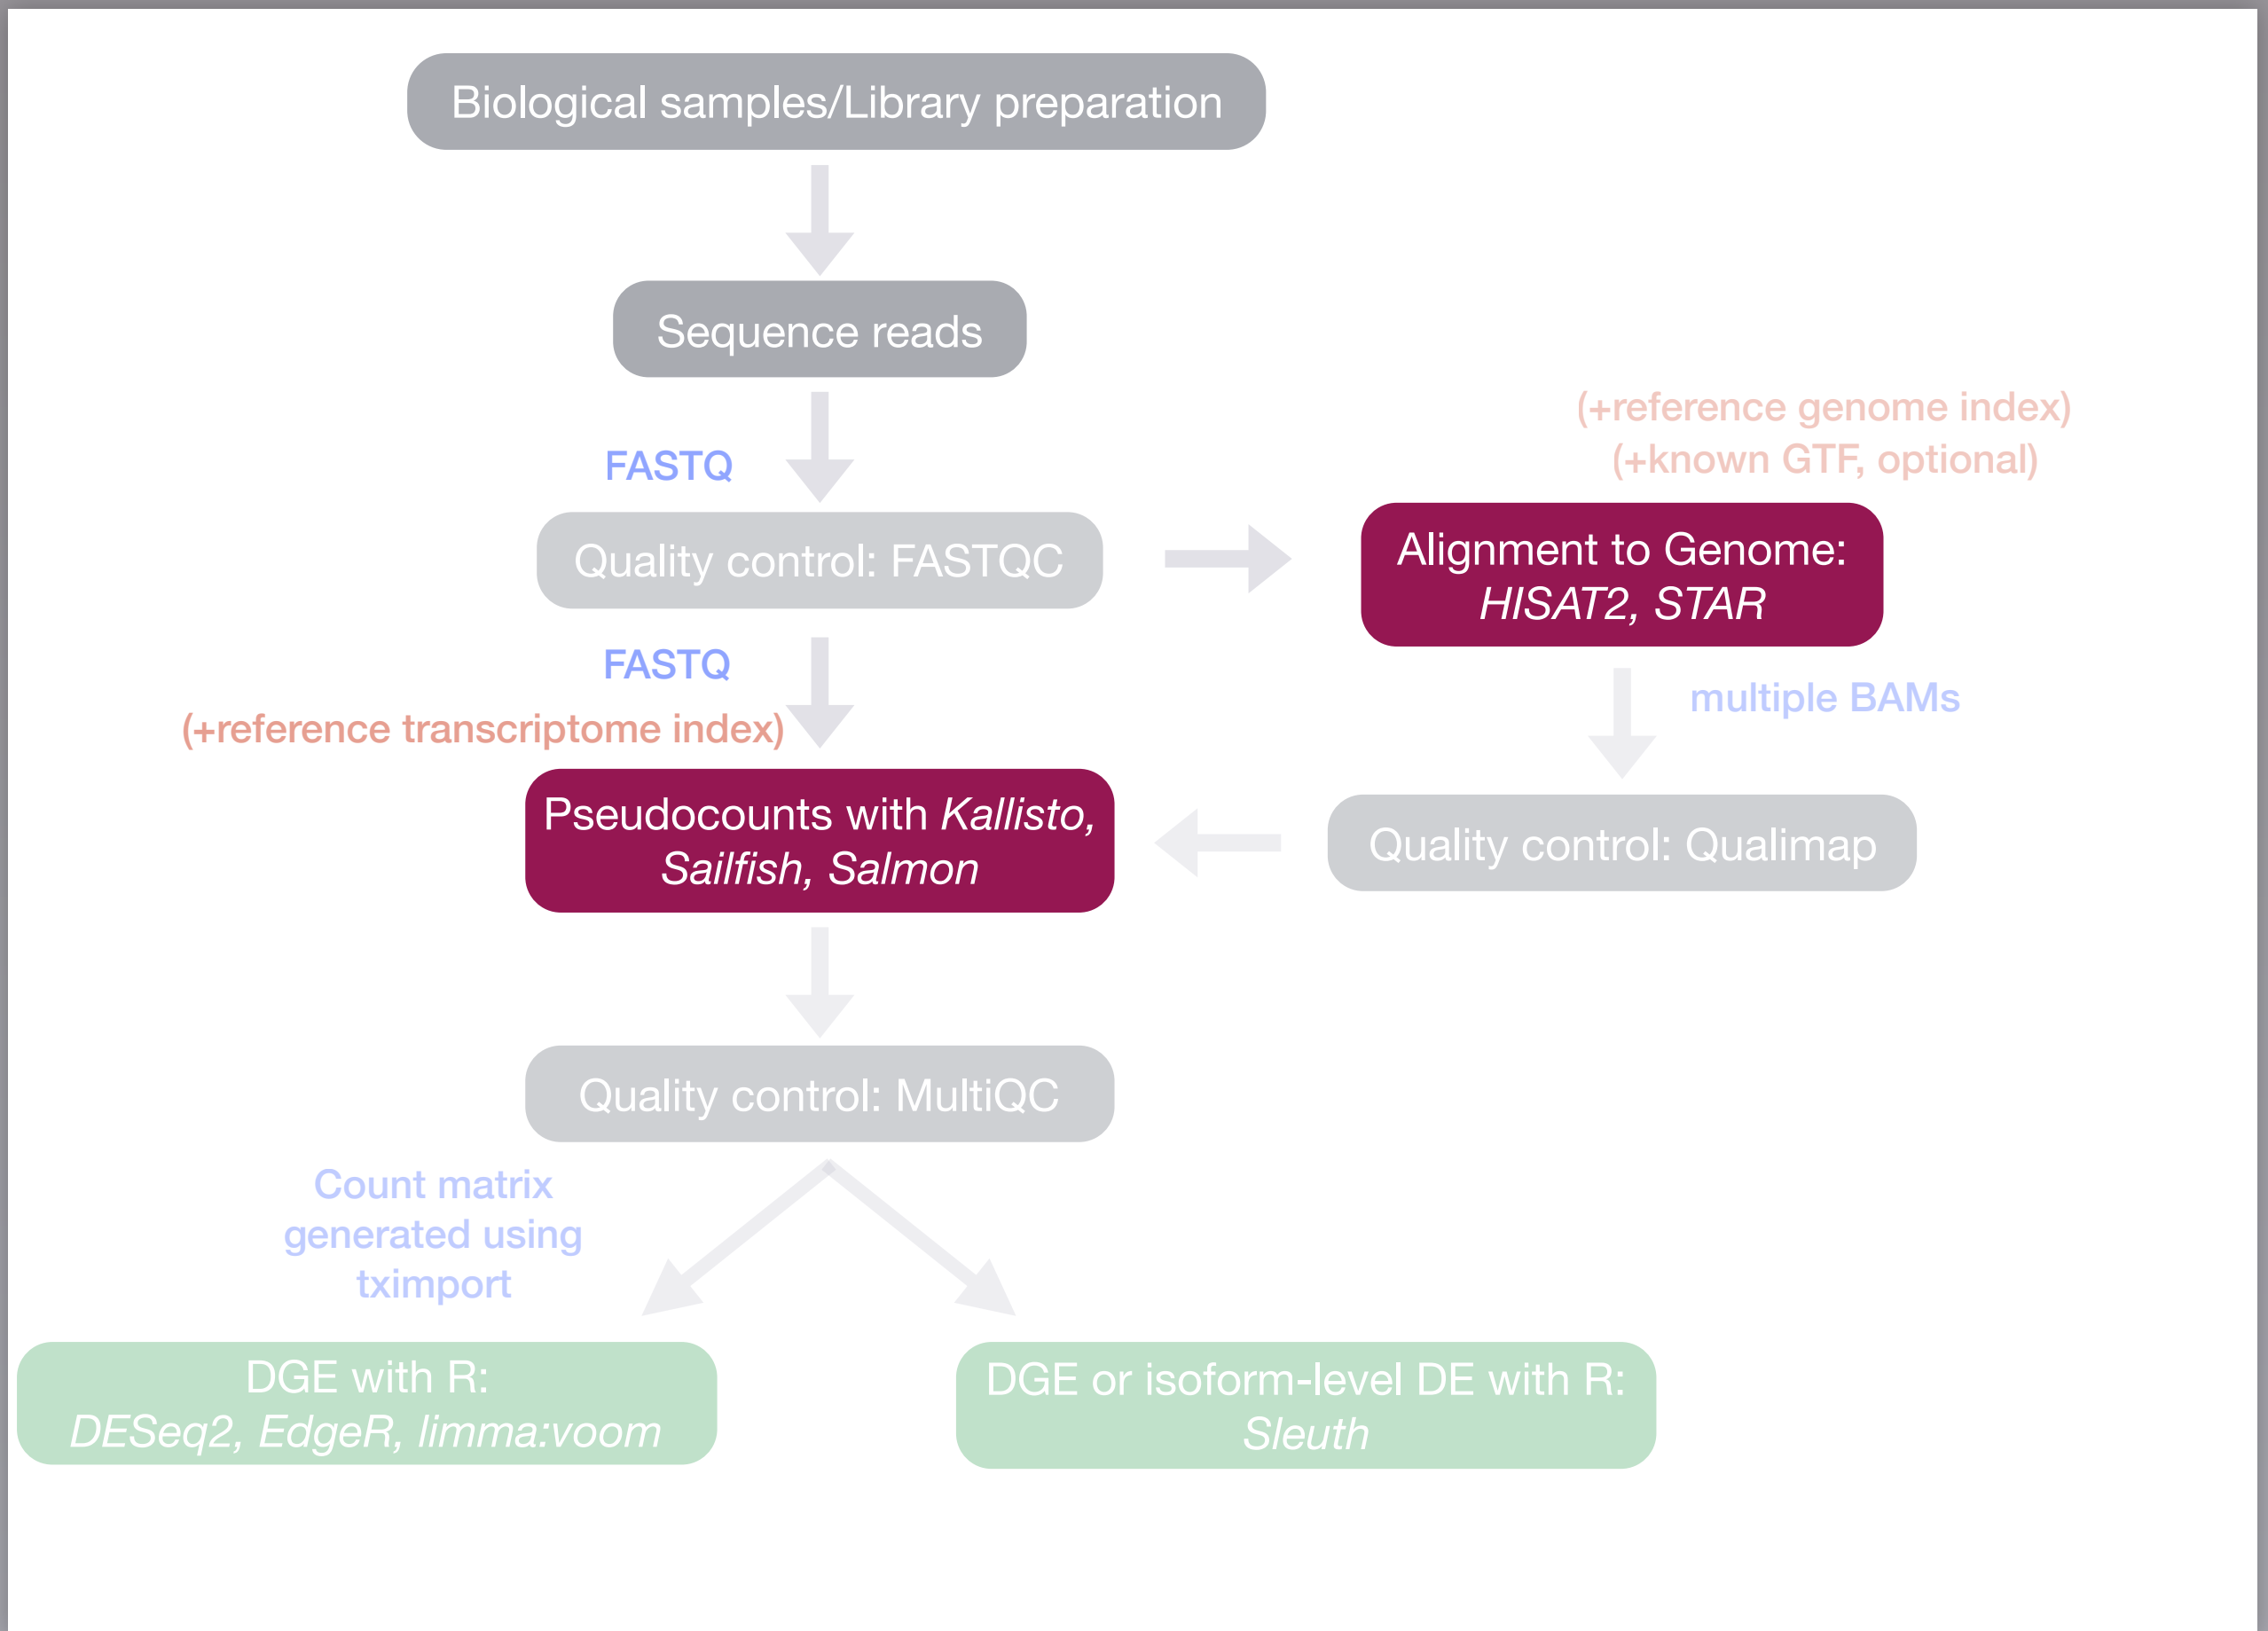 Biological samples/Library preparation
Sequence reads
FASTQ
Quality control: FASTQC
(+reference genome index)
(+known GTF, optional)
Alignment to Genome:
HISAT2, STAR
multiple BAMs
Quality control: Qualimap
FASTQ
(+reference transcriptome index)
Pseudocounts with Kallisto,
Sailfish, Salmon
Quality control: MultiQC
Count matrix
generated using
tximport
DGE with R:
DESeq2, EdgeR, limma:voom
DGE or isoform-level DE with R:
Sleuth